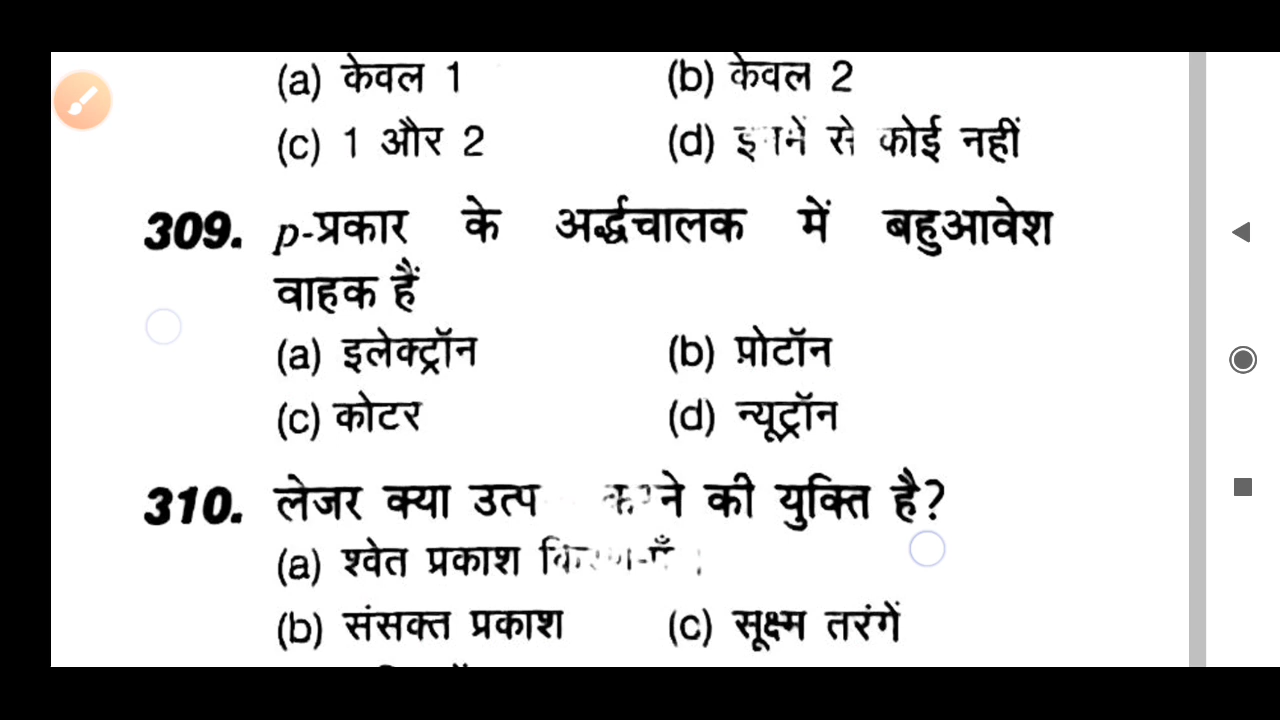 (a) केवल 1 (b) केवल 2
(c) 1 और 2 (d) से कोई नहीं
309. p-प्रकार के अर्द्धचालक में बहुआवेश
वाहक हैं
(a) इलेक्ट्रॉन (b) प्रोटॉन
(c) कोटर (d) न्यूट्रॉन
310. लेजर क्या की युक्ति है?
(a) श्वेत प्रकाश
(b) संसक्त प्रकाश (c) सूक्ष्म तरंगें